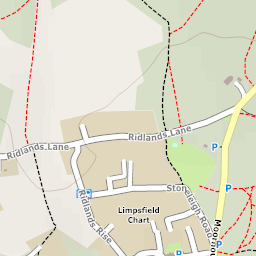 Ridlands Lane
Ridlands Lane
P
Stoneleigh Road
P
Ridlands Rise
Limpsfield
Chart
P
P